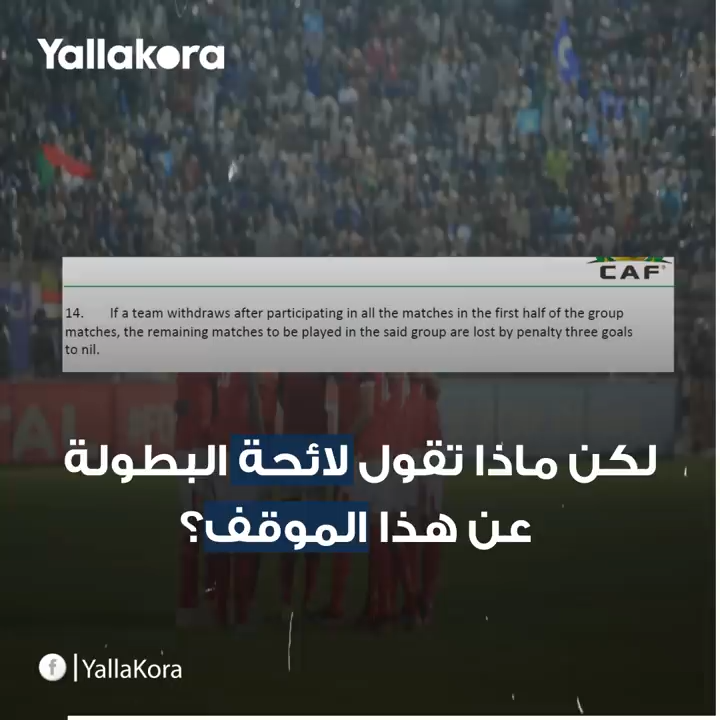 Yallakora
CAF
14. If a team withdraws after participating in all the matches in the first half of the group
matches, the remaining matches to be played in the said group are lost by penalty three goals
to nil.
لكن ماذا تقول لائحة البطولة
عن هذا الموقف؟
YallaKora